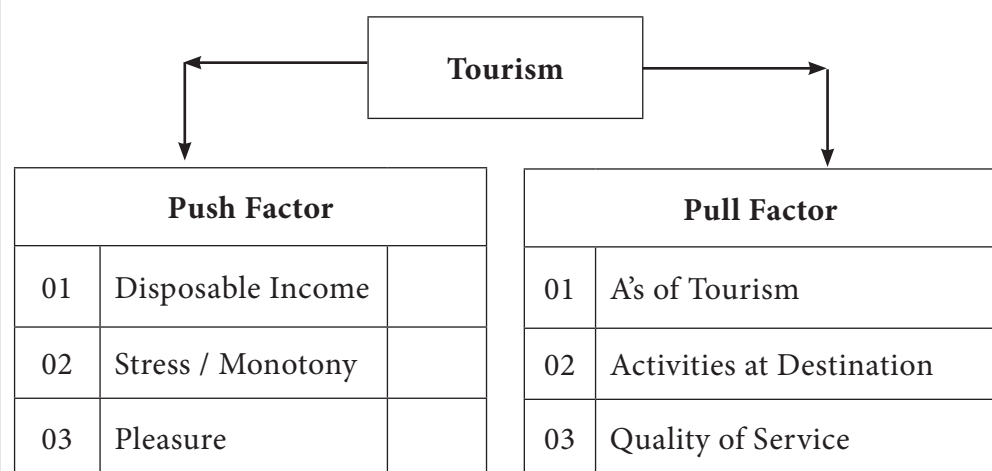 Tourism
Push Factor
01 Disposable Income
02 Stress / Monotony
03 Pleasure
Pull Factor
01 A's of Tourism
02 Activities at Destination
03 Quality of Service